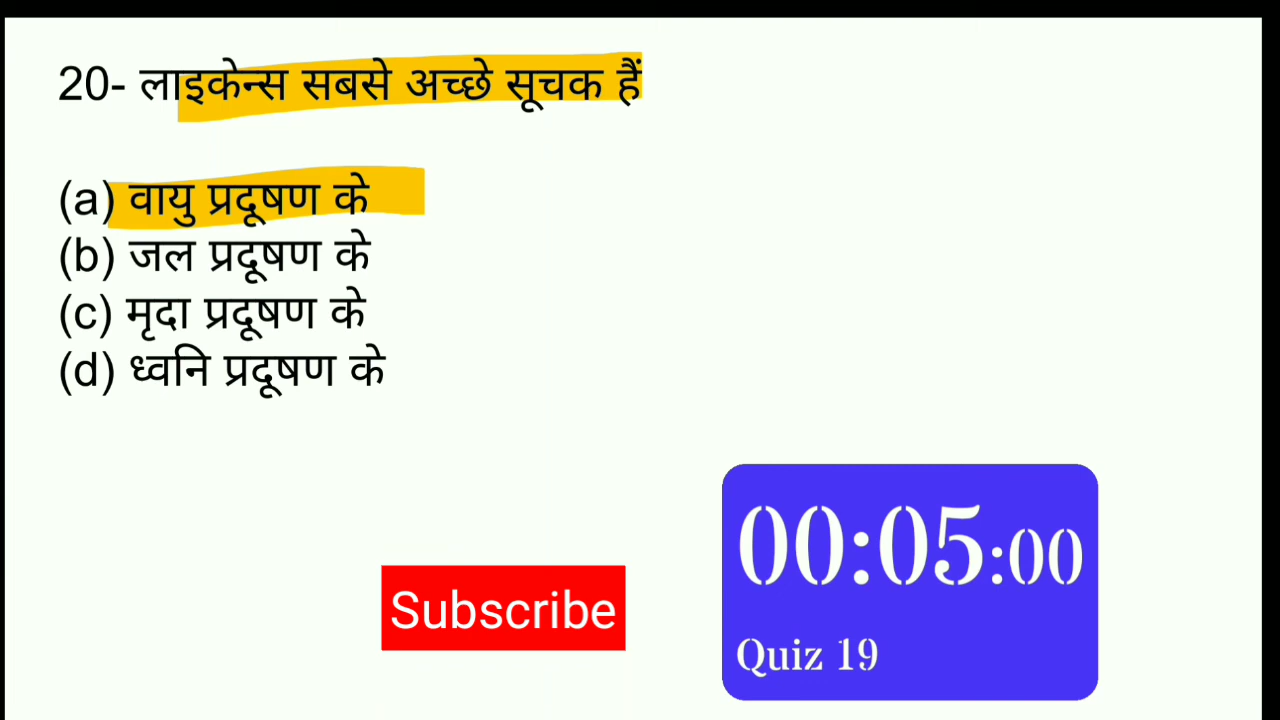 20- लाइकेन्स सबसे अच्छे सूचक हैं
(a) वायु प्रदूषण के
(b) जल प्रदूषण के
(c) मृदा प्रदूषण के
(d) ध्वनि प्रदूषण के
00:05:00
Subscribe
Quiz 19